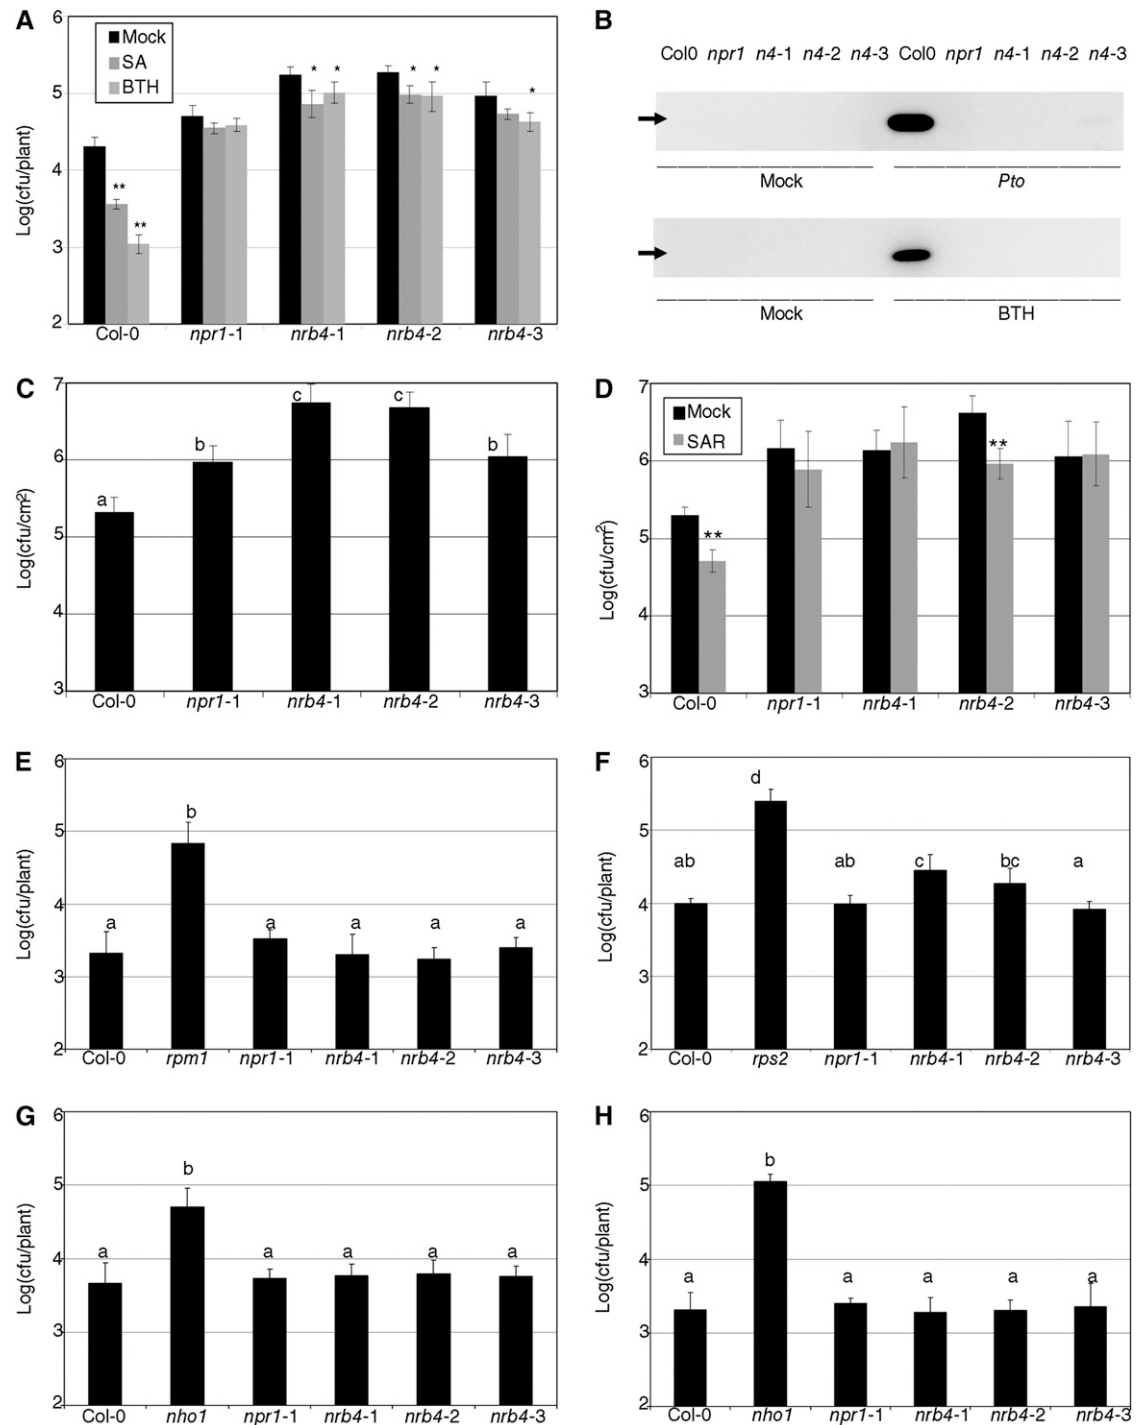 A
6
5
4
3
2
Log(cfu/plant)
Mock
SA
BTH
** ** * * * * *
Col-0 npr1-1 nrb4-1 nrb4-2 nrb4-3
B
Col0 npr1 n4-1 n4-2 n4-3 Col0 npr1 n4-1 n4-2 n4-3
Mock Pto
Mock BTH
C
7
6
5
4
3
Log(cfu/cm2)
a b c c b
Col-0 npr1-1 nrb4-1 nrb4-2 nrb4-3
D
7
6
5
4
3
Log(cfu/cm2)
Mock
SAR
** **
Col-0 npr1-1 nrb4-1 nrb4-2 nrb4-3
E
6
5
4
3
2
Log(cfu/plant)
a b a a a a
Col-0 rpm1 npr1-1 nrb4-1 nrb4-2 nrb4-3
F
6
5
4
3
2
Log(cfu/plant)
ab d ab c bc a
Col-0 rps2 npr1-1 nrb4-1 nrb4-2 nrb4-3
G
6
5
4
3
2
Log(cfu/plant)
a b a a a a
Col-0 nho1 npr1-1 nrb4-1 nrb4-2 nrb4-3
H
6
5
4
3
2
Log(cfu/plant)
a b a a a a
Col-0 nho1 npr1-1 nrb4-1 nrb4-2 nrb4-3